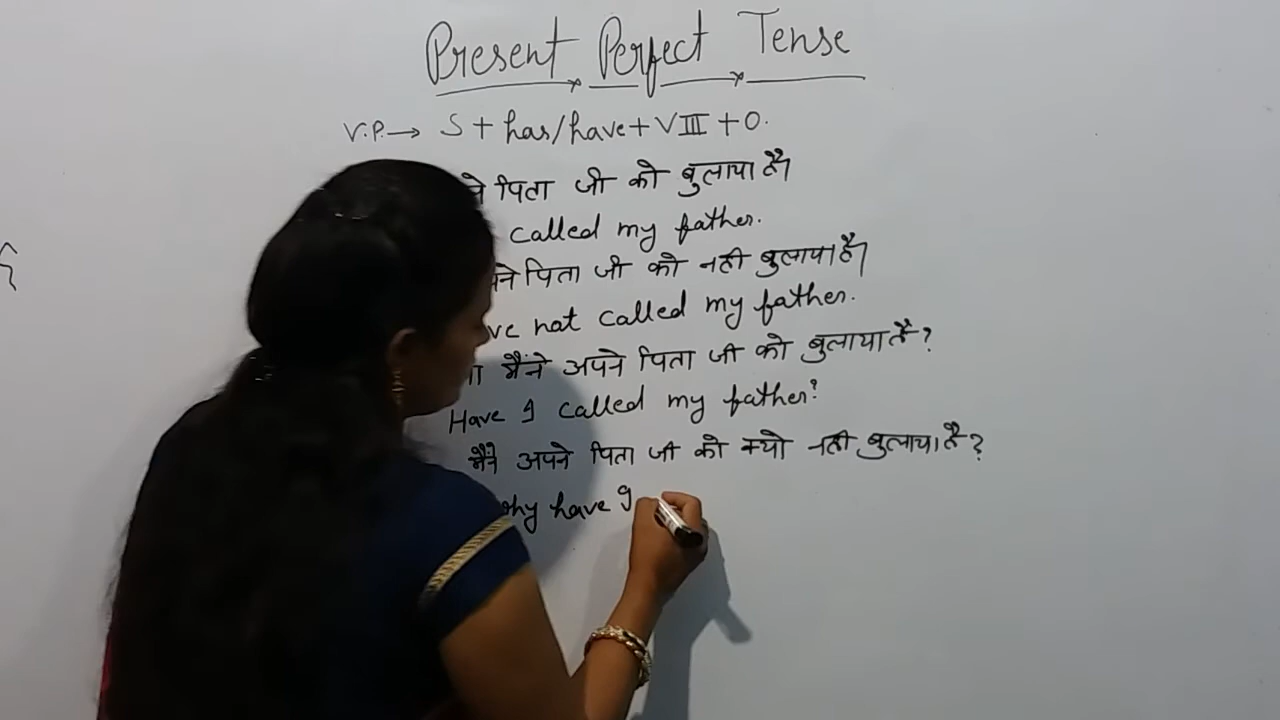 Present Perfect Tense
V.P. → S + has/have + VIII + O.
ने पिता जी को बुलाया है।
called my father.
पिता जी को नही बुलाया है।
not called my father.
मैंने अपने पिता जी को बुलाया है?
Have I called my father?
मैंने अपने पिता जी को क्यो नही बुलाया है?
why have I